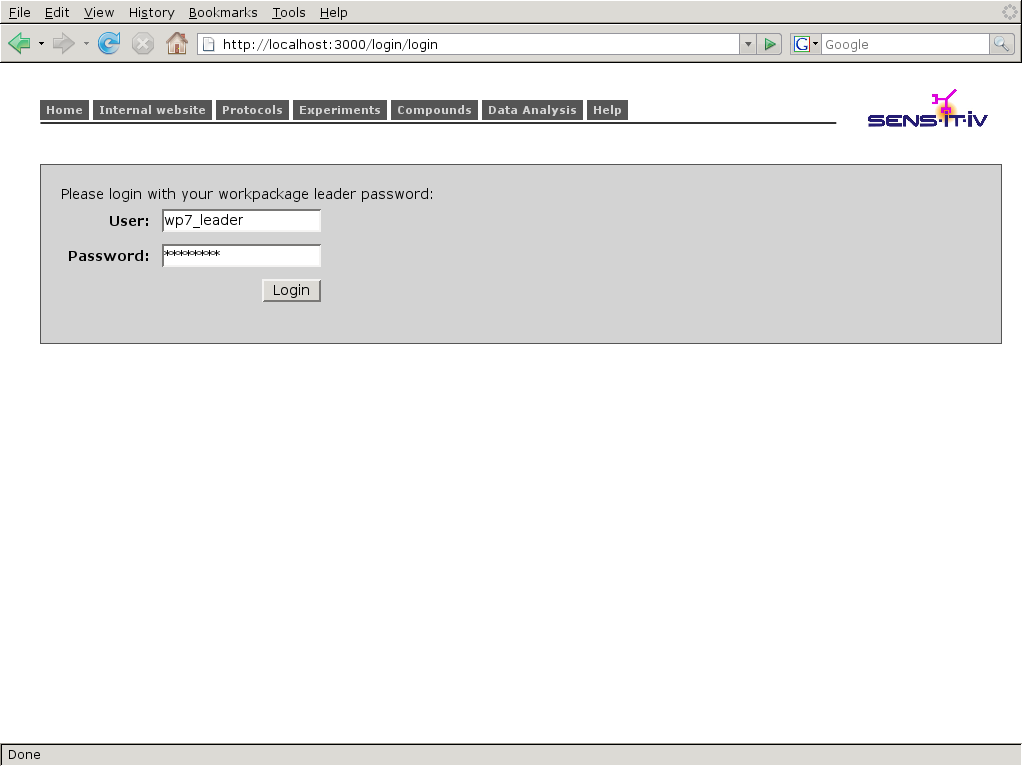 File Edit View History Bookmarks Tools Help
http://localhost:3000/login/login G Google
Home Internal website Protocols Experiments Compounds Data Analysis Help
SENS-IT-IV
Please login with your workpackage leader password:
User: wp7_leader
Password: ********
Login
Done